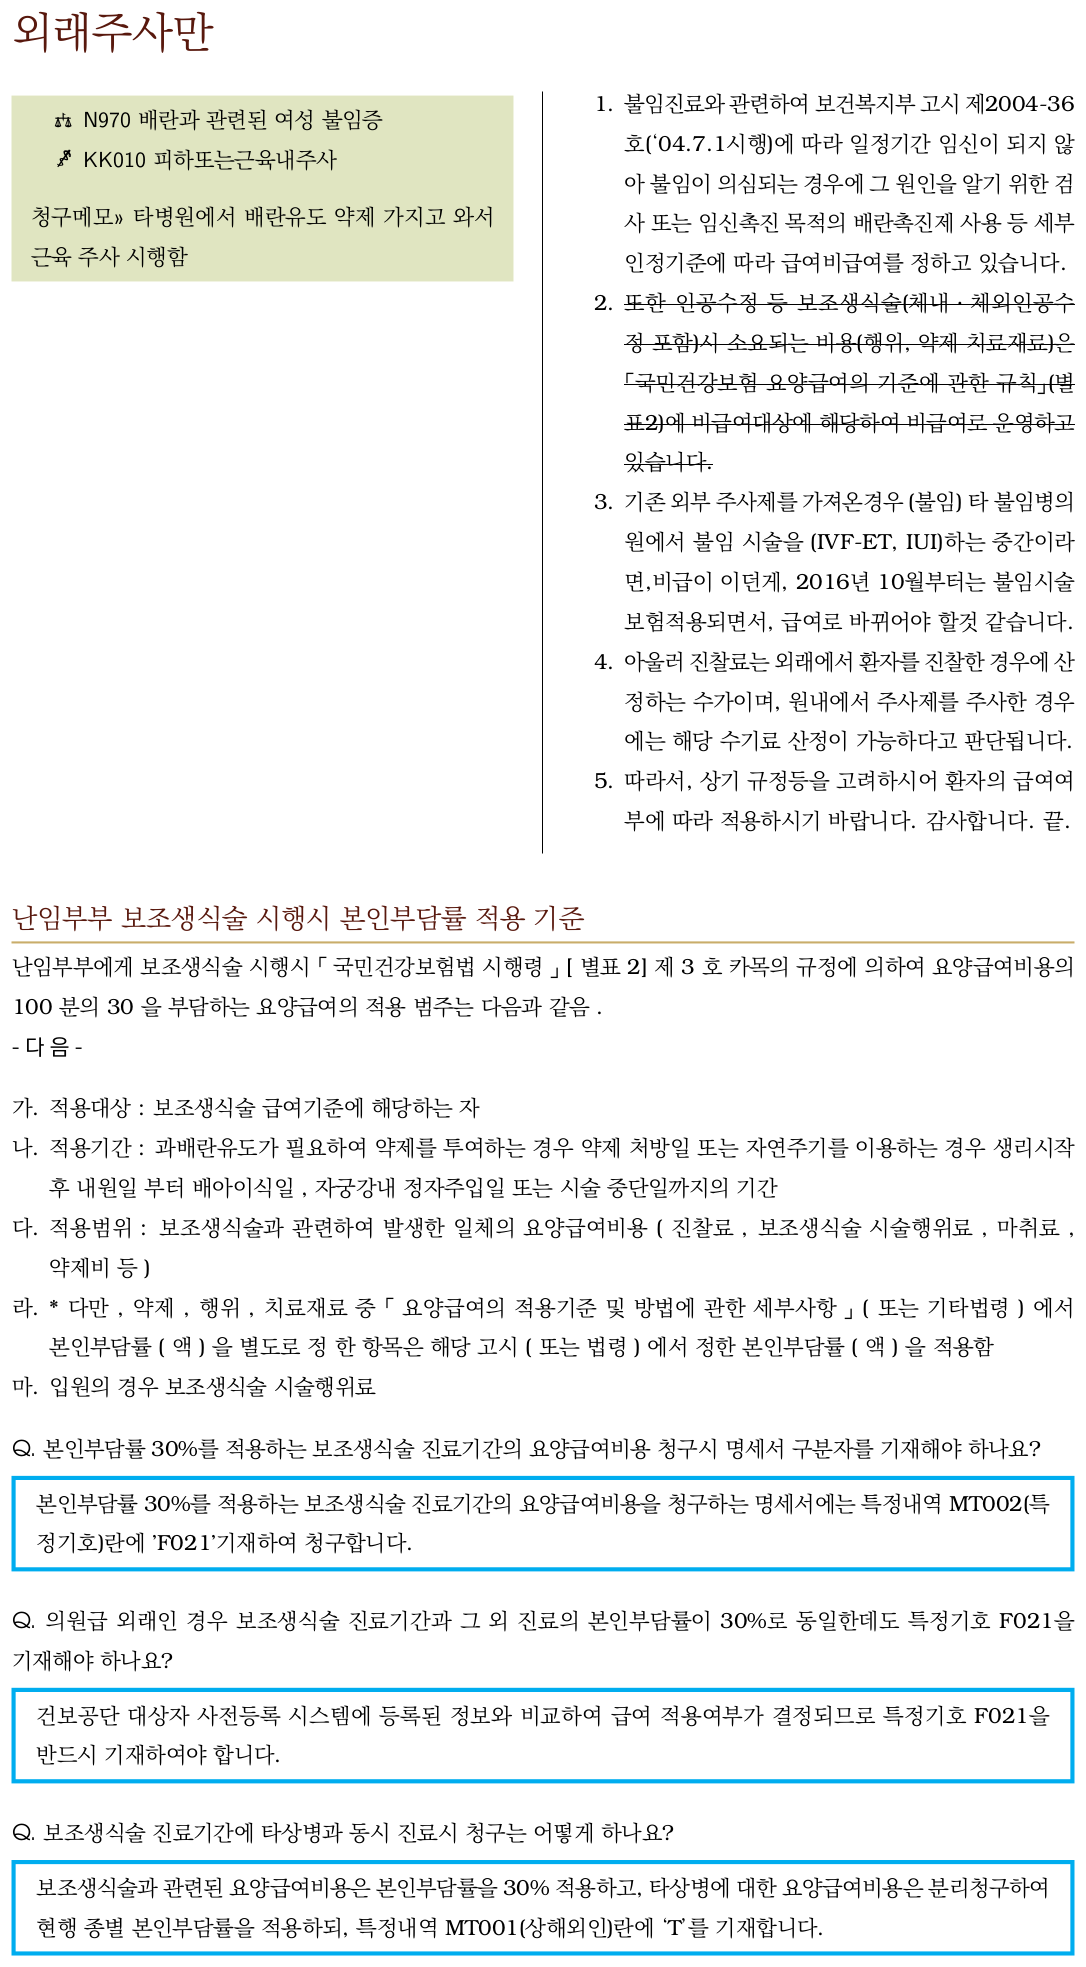 외래주사만
N970 배란과 관련된 여성 불임증
KK010 피하또는근육내주사
청구메모» 타병원에서 배란유도 약제 가지고 와서
근육 주사 시행함
1. 불임진료와 관련하여 보건복지부 고시 제2004-36
호(‘04.7.1시행)에 따라 일정기간 임신이 되지 않
아 불임이 의심되는 경우에 그 원인을 알기 위한 검
사 또는 임신촉진 목적의 배란촉진제 사용 등 세부
인정기준에 따라 급여비급여를 정하고 있습니다.
2. 또한 인공수정 등 보조생식술(체내 · 체외인공수
정 포함)시 소요되는 비용(행위, 약제 치료재료)은
｢국민건강보험 요양급여의 기준에 관한 규칙｣(별
표2)에 비급여대상에 해당하여 비급여로 운영하고
있습니다.
3. 기존 외부 주사제를 가져온경우 (불임) 타 불임병의
원에서 불임 시술을 (IVF-ET, IUI)하는 중간이라
면,비급이 이던게, 2016년 10월부터는 불임시술
보험적용되면서, 급여로 바뀌어야 할것 같습니다.
4. 아울러 진찰료는 외래에서 환자를 진찰한 경우에 산
정하는 수가이며, 원내에서 주사제를 주사한 경우
에는 해당 수기료 산정이 가능하다고 판단됩니다.
5. 따라서, 상기 규정등을 고려하시어 환자의 급여여
부에 따라 적용하시기 바랍니다. 감사합니다. 끝.
난임부부 보조생식술 시행시 본인부담률 적용 기준
난임부부에게 보조생식술 시행시 ｢ 국민건강보험법 시행령 ｣ [ 별표 2] 제 3 호 카목의 규정에 의하여 요양급여비용의
100 분의 30 을 부담하는 요양급여의 적용 범주는 다음과 같음 .
- 다 음 -
가. 적용대상 : 보조생식술 급여기준에 해당하는 자
나. 적용기간 : 과배란유도가 필요하여 약제를 투여하는 경우 약제 처방일 또는 자연주기를 이용하는 경우 생리시작
후 내원일 부터 배아이식일 , 자궁강내 정자주입일 또는 시술 중단일까지의 기간
다. 적용범위 : 보조생식술과 관련하여 발생한 일체의 요양급여비용 ( 진찰료 , 보조생식술 시술행위료 , 마취료 ,
약제비 등 )
라. * 다만 , 약제 , 행위 , 치료재료 중 ｢ 요양급여의 적용기준 및 방법에 관한 세부사항 ｣ ( 또는 기타법령 ) 에서
본인부담률 ( 액 ) 을 별도로 정 한 항목은 해당 고시 ( 또는 법령 ) 에서 정한 본인부담률 ( 액 ) 을 적용함
마. 입원의 경우 보조생식술 시술행위료
Q. 본인부담률 30%를 적용하는 보조생식술 진료기간의 요양급여비용 청구시 명세서 구분자를 기재해야 하나요?
본인부담률 30%를 적용하는 보조생식술 진료기간의 요양급여비용을 청구하는 명세서에는 특정내역 MT002(특
정기호)란에 ’F021’기재하여 청구합니다.
Q. 의원급 외래인 경우 보조생식술 진료기간과 그 외 진료의 본인부담률이 30%로 동일한데도 특정기호 F021을
기재해야 하나요?
건보공단 대상자 사전등록 시스템에 등록된 정보와 비교하여 급여 적용여부가 결정되므로 특정기호 F021을
반드시 기재하여야 합니다.
Q. 보조생식술 진료기간에 타상병과 동시 진료시 청구는 어떻게 하나요?
보조생식술과 관련된 요양급여비용은 본인부담률을 30% 적용하고, 타상병에 대한 요양급여비용은 분리청구하여
현행 종별 본인부담률을 적용하되, 특정내역 MT001(상해외인)란에 ‘T’를 기재합니다.